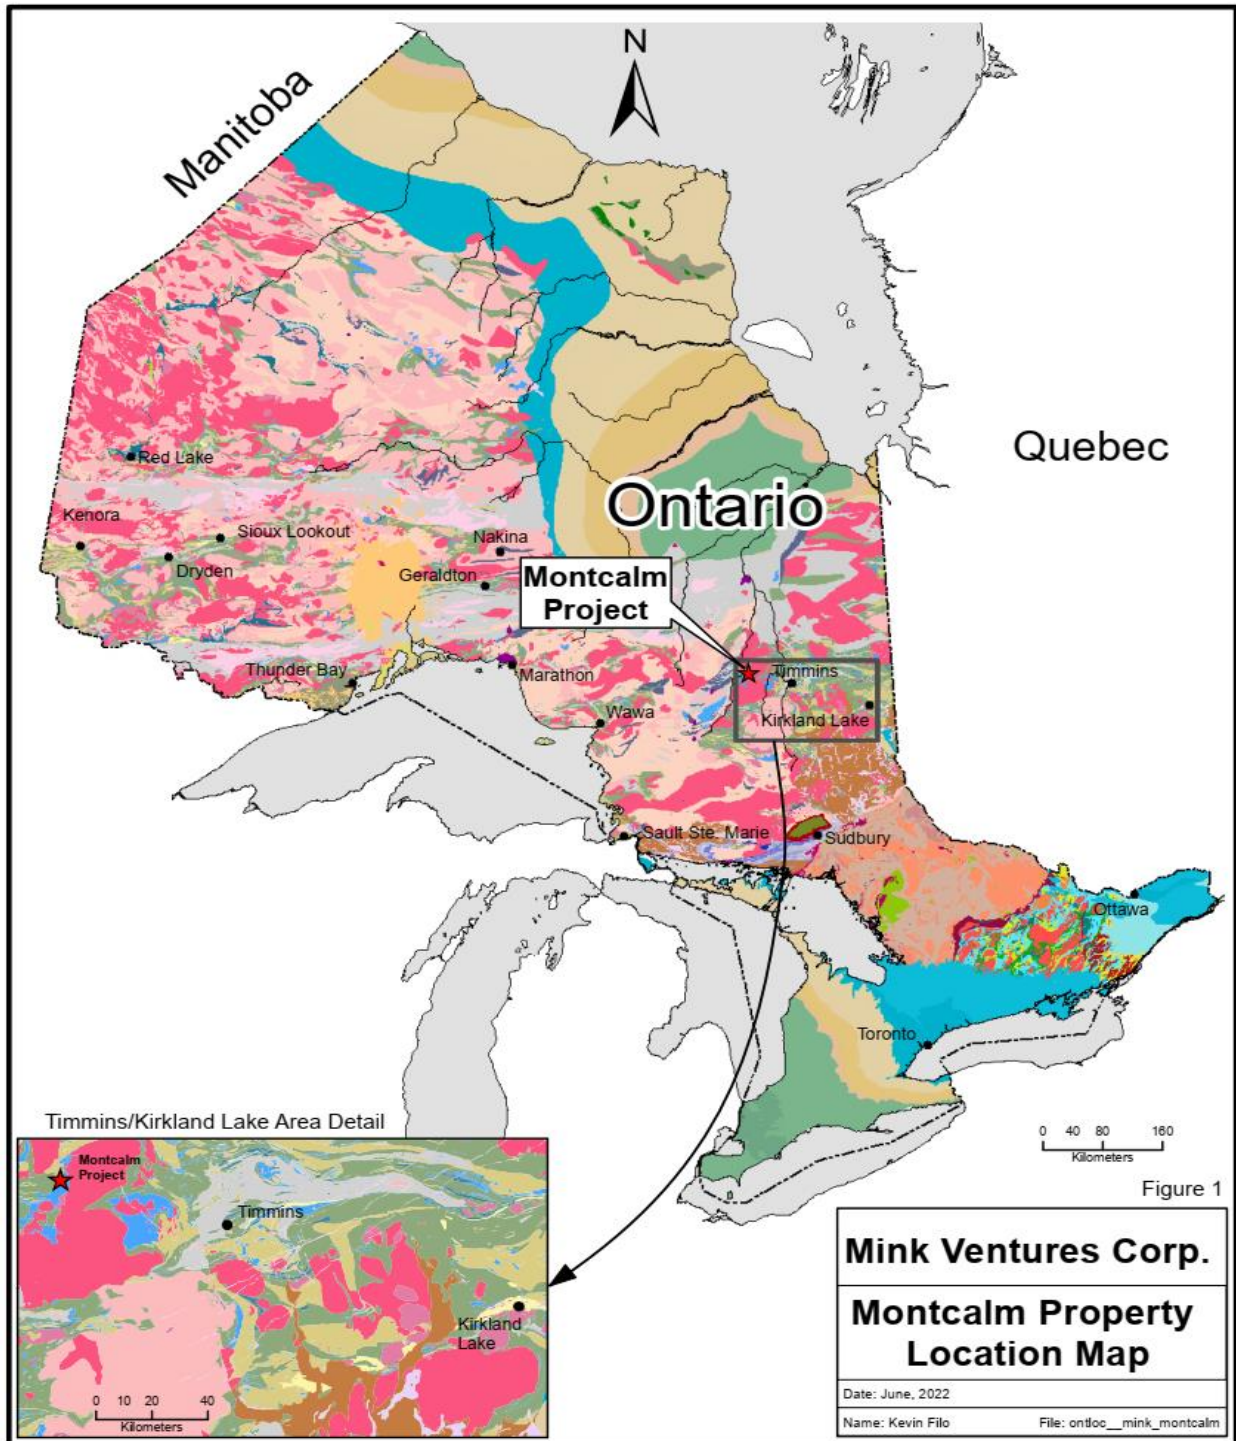 N
Manitoba
Quebec
Ontario
Red Lake
Kenora
Sioux Lookout
Dryden
Nakina
Geraldton
Montcalm
Project
Thunder Bay
Marathon
Timmins
Wawa
Kirkland Lake
Sault Ste. Marie
Sudbury
Ottawa
Toronto
0 40 80 160
Kilometers
Timmins/Kirkland Lake Area Detail
Montcalm
Project
Timmins
Kirkland
Lake
0 10 20 40
Kilometers
Figure 1
Mink Ventures Corp.
Montcalm Property
Location Map
Date: June, 2022
Name: Kevin Filo File: ontloc__mink_montcalm